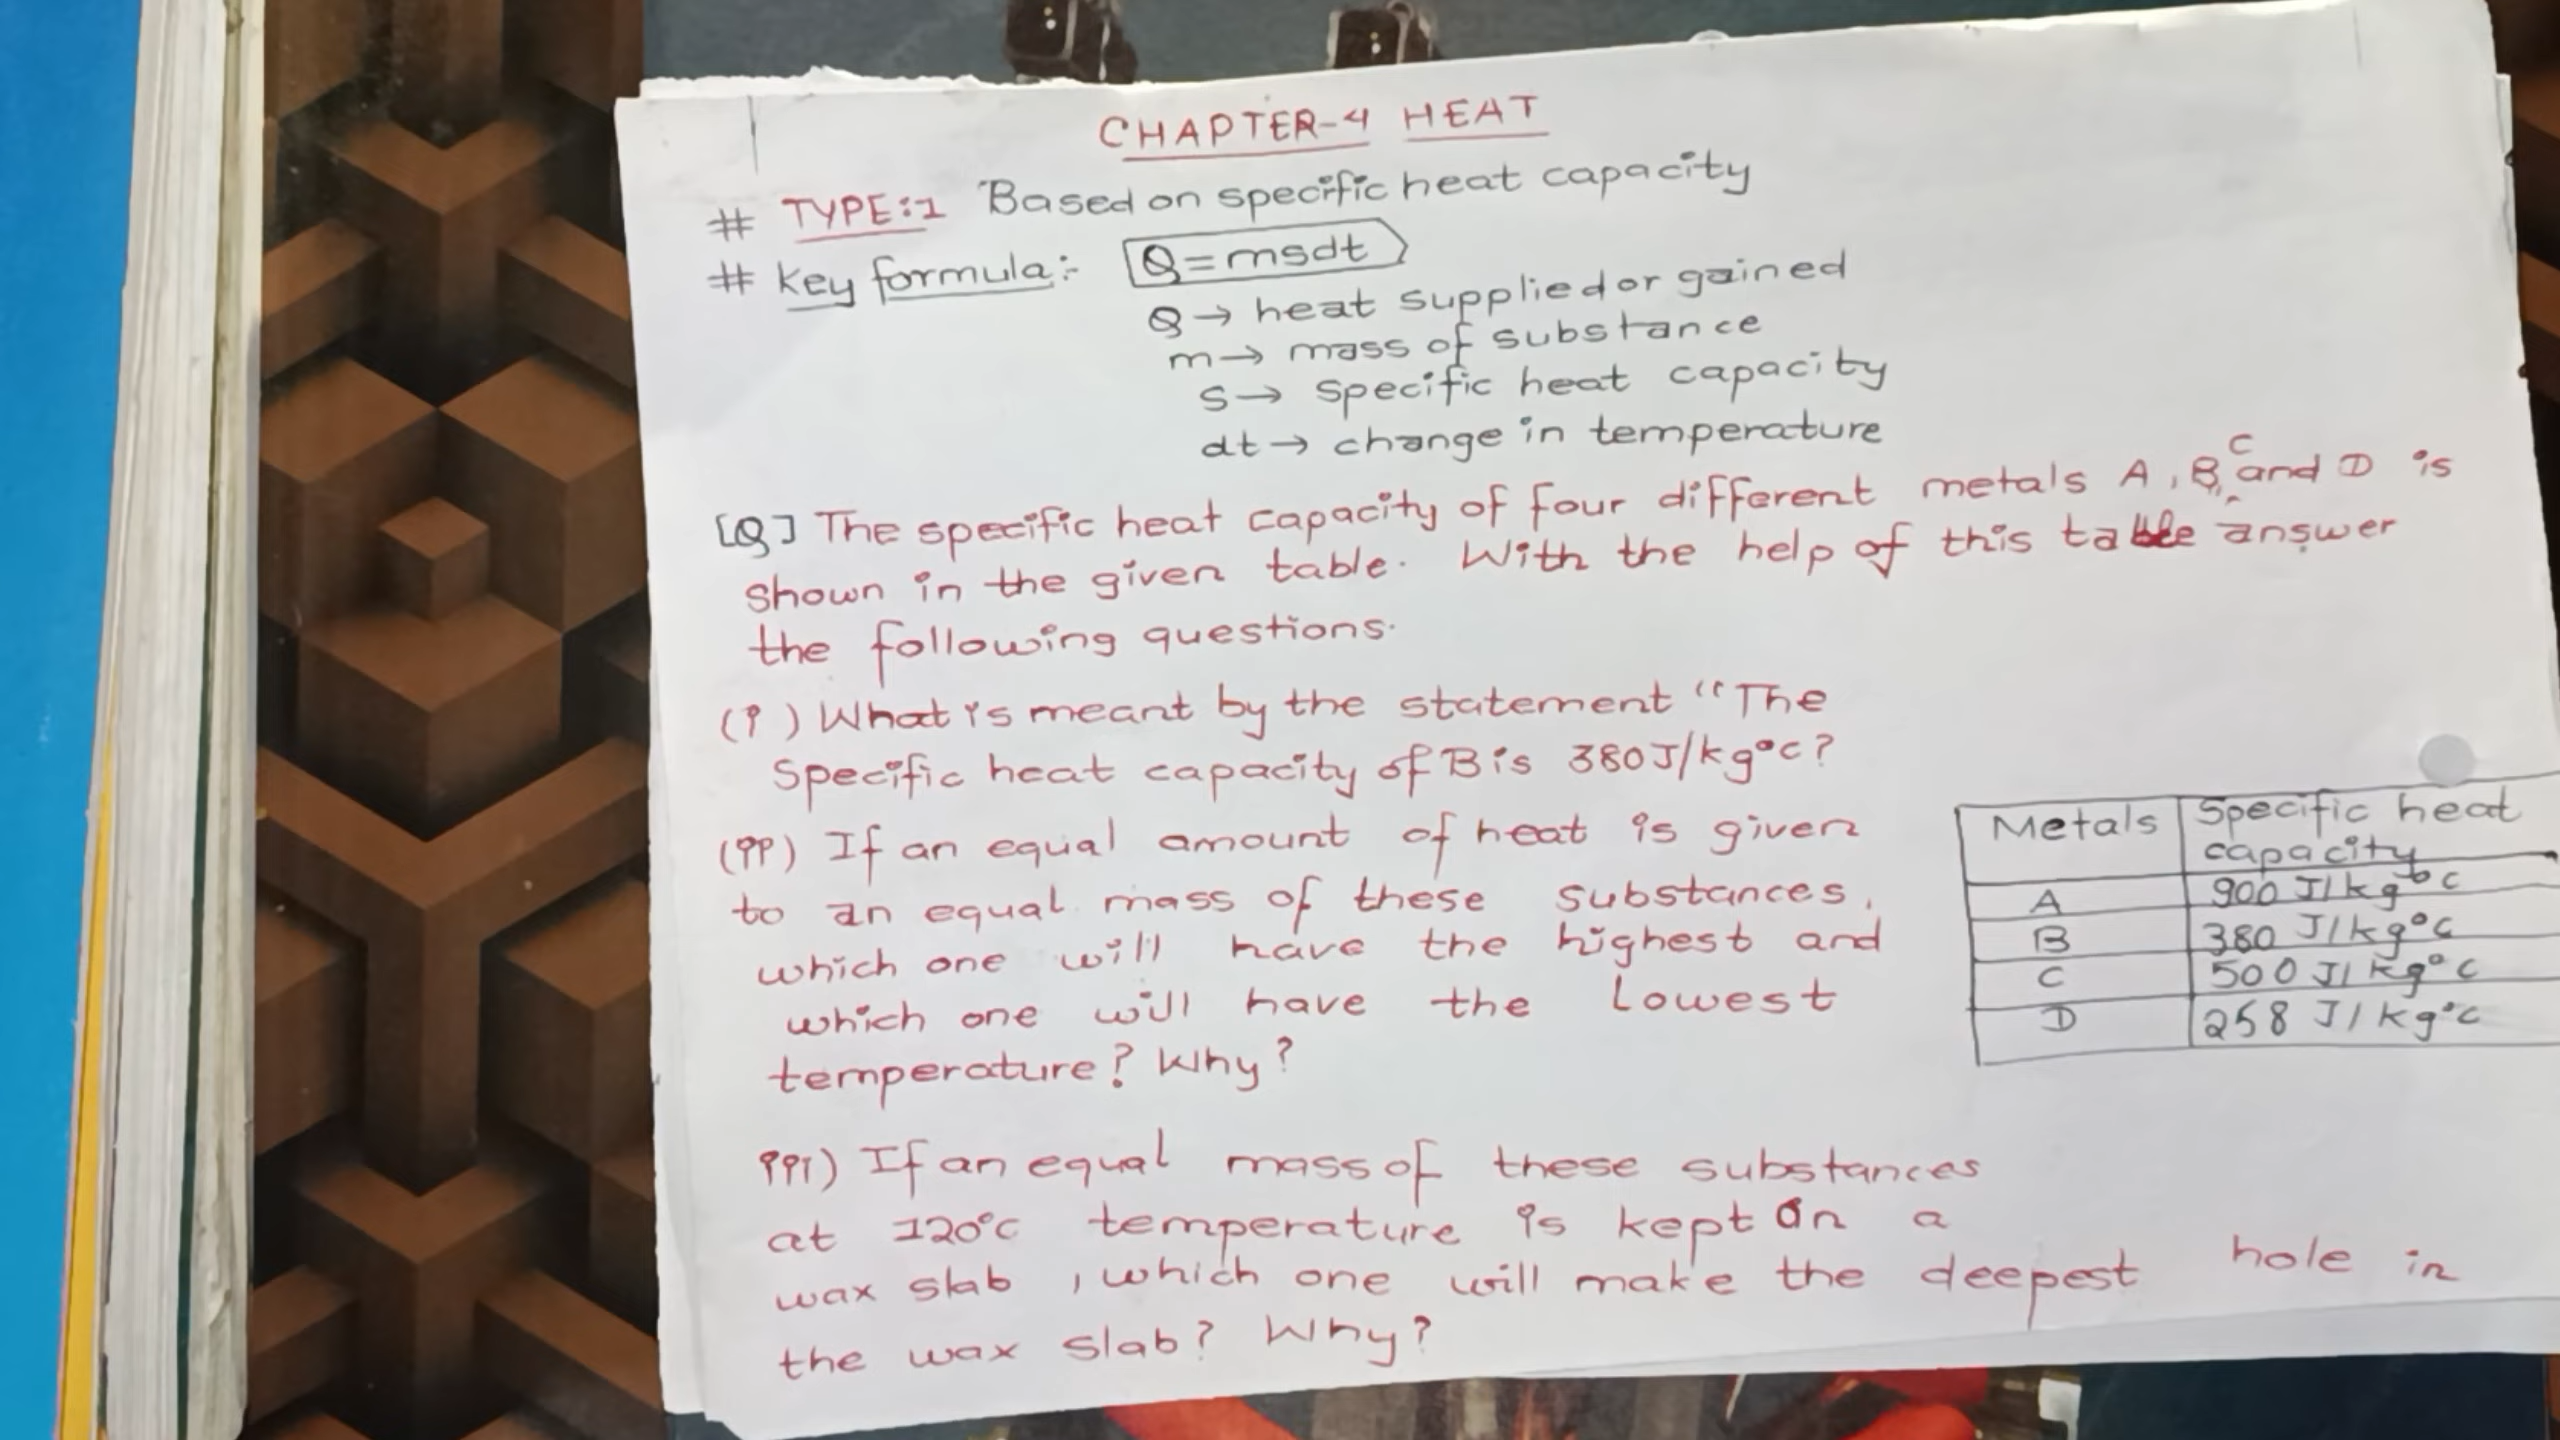 CHAPTER-4 HEAT
# TYPE:1 Based on specific heat capacity
# Key formula:- Q=msdt
Q→ heat supplied or gained
m→ mass of substance
s→ specific heat capacity
dt→ change in temperature
[Q] The specific heat capacity of four different metals A, B, C and D is
shown in the given table. With the help of this table answer
the following questions.
(i) What is meant by the statement "The
specific heat capacity of B is 380J/kg°c?
(ii) If an equal amount of heat is given
to an equal mass of these substances,
which one will have the highest and
which one will have the lowest
temperature? Why?
Metals Specific heat
capacity
A 900 J/kg°c
B 380 J/kg°c
C 500 J/kg°c
D 258 J/kg°c
iii) If an equal mass of these substances
at 120°c temperature is kept on a
wax slab, which one will make the deepest hole in
the wax slab? Why?